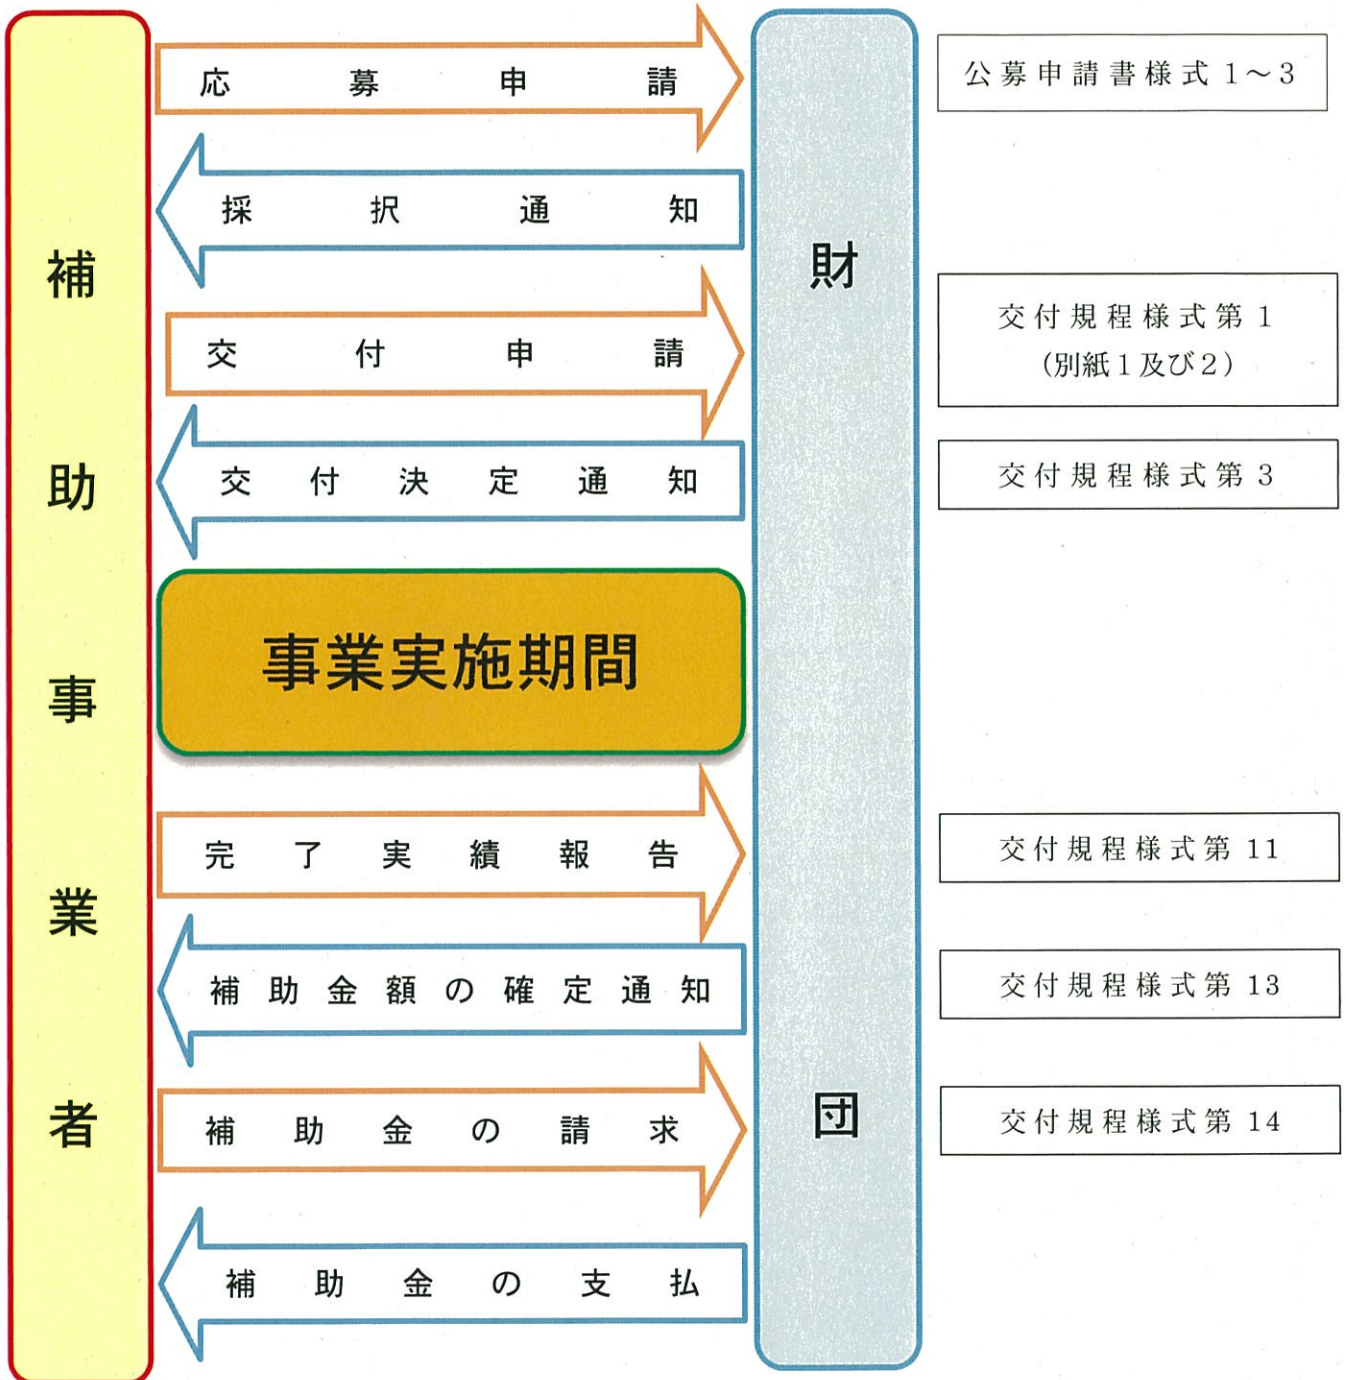 補助事業者
財団
応募申請
公募申請書様式1～3
採択通知
交付申請
交付規程様式第1
（別紙1及び2）
交付決定通知
交付規程様式第3
事業実施期間
完了実績報告
交付規程様式第11
補助金額の確定通知
交付規程様式第13
補助金の請求
交付規程様式第14
補助金の支払